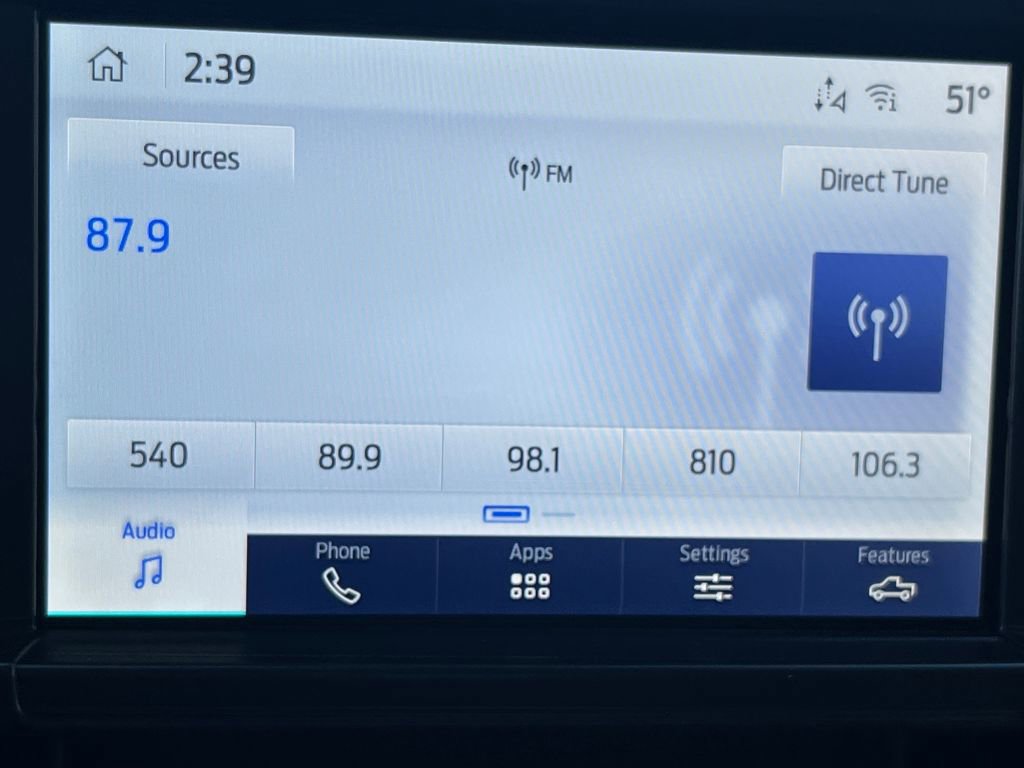 2:39
51°
Sources
FM
Direct Tune
87.9
540
89.9
98.1
810
106.3
Audio
Phone
Apps
Settings
Features